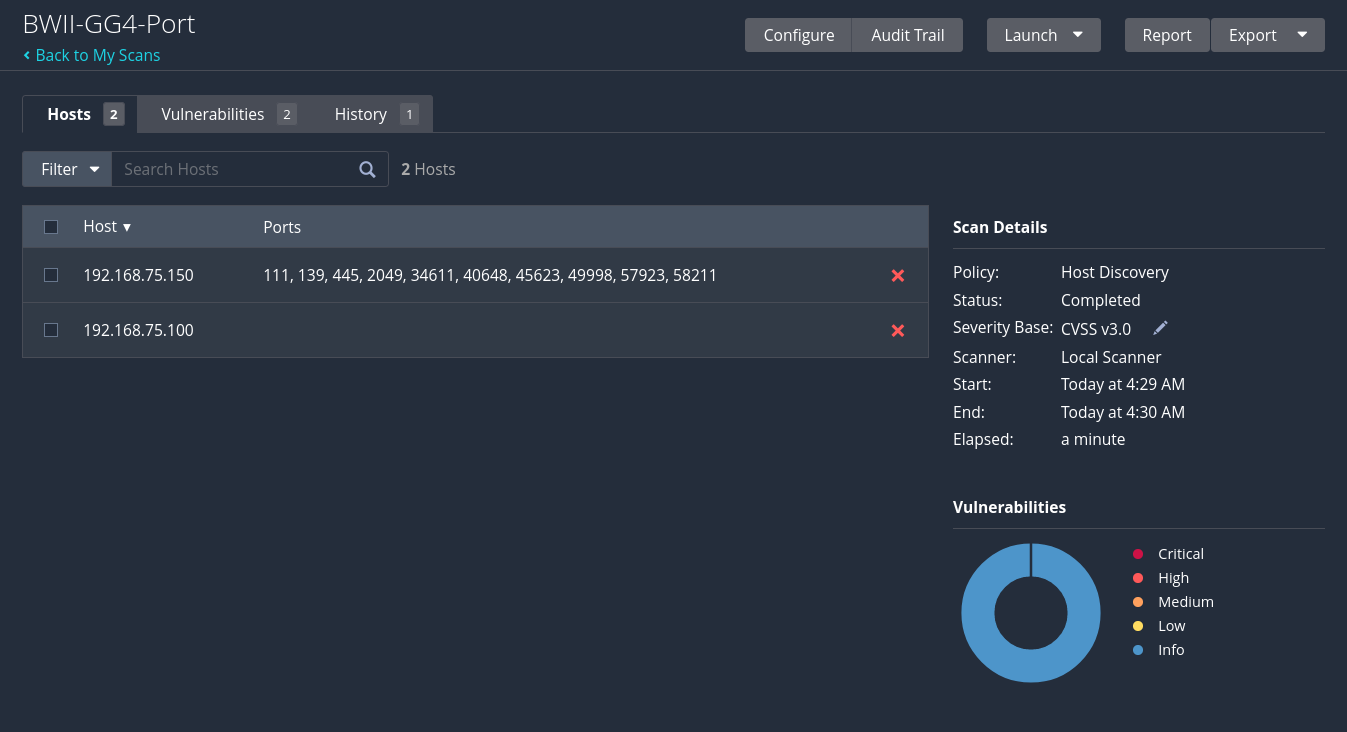 BWII-GG4-Port
Back to My Scans
Configure Audit Trail Launch Report Export
Hosts 2 Vulnerabilities 2 History 1
Filter Search Hosts 2 Hosts
Host Ports
192.168.75.150 111, 139, 445, 2049, 34611, 40648, 45623, 49998, 57923, 58211
192.168.75.100
Scan Details
Policy: Host Discovery
Status: Completed
Severity Base: CVSS v3.0
Scanner: Local Scanner
Start: Today at 4:29 AM
End: Today at 4:30 AM
Elapsed: a minute
Vulnerabilities
Critical
High
Medium
Low
Info